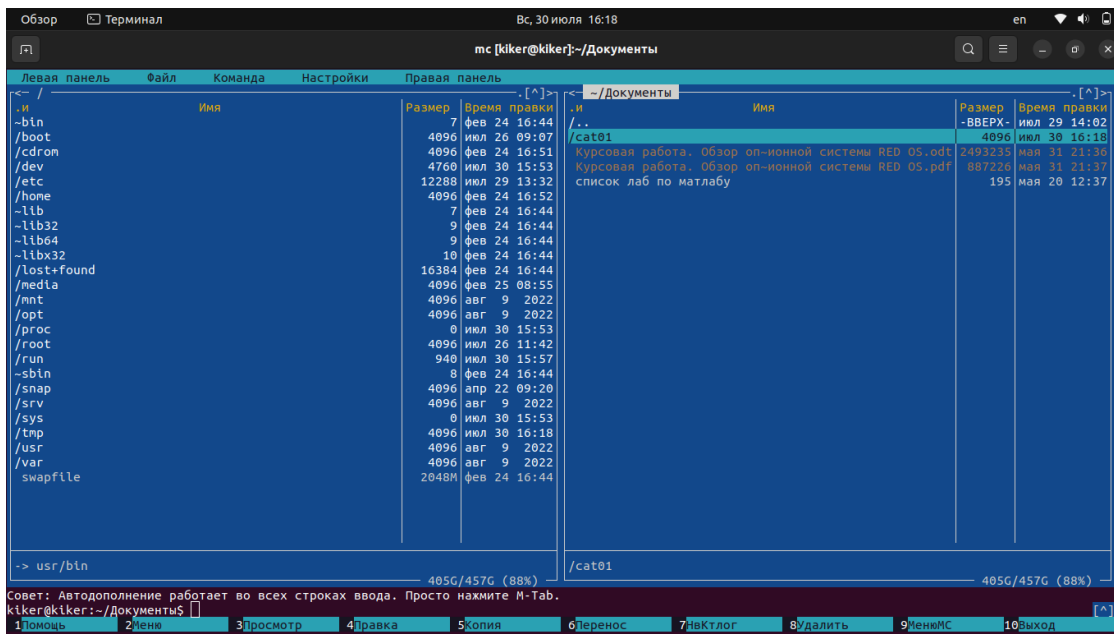 Обзор Терминал Вс, 30 июля 16:18 en
mc [kiker@kiker]:~/Документы
Левая панель Файл Команда Настройки Правая панель
<─ / .[^]>
.и Имя Размер Время правки
~bin 7 фев 24 16:44
/boot 4096 июл 26 09:07
/cdrom 4096 фев 24 16:51
/dev 4760 июл 30 15:53
/etc 12288 июл 29 13:32
/home 4096 фев 24 16:52
~lib 7 фев 24 16:44
~lib32 9 фев 24 16:44
~lib64 9 фев 24 16:44
~libx32 10 фев 24 16:44
/lost+found 16384 фев 24 16:44
/media 4096 фев 25 08:55
/mnt 4096 авг 9 2022
/opt 4096 авг 9 2022
/proc 0 июл 30 15:53
/root 4096 июл 26 11:42
/run 940 июл 30 15:57
~sbin 8 фев 24 16:44
/snap 4096 апр 22 09:20
/srv 4096 авг 9 2022
/sys 0 июл 30 15:53
/tmp 4096 июл 30 16:18
/usr 4096 авг 9 2022
/var 4096 авг 9 2022
swapfile 2048M фев 24 16:44
-> usr/bin
405G/457G (88%)
<─ ~/Документы .[^]>
.и Имя Размер Время правки
/.. -ВВЕРХ- июл 29 14:02
/cat01 4096 июл 30 16:18
Курсовая работа. Обзор оп~ионной системы RED OS.odt 2493235 мая 31 21:36
Курсовая работа. Обзор оп~ионной системы RED OS.pdf 887226 мая 31 21:37
список лаб по матлабу 195 мая 20 12:37
/cat01
405G/457G (88%)
Совет: Автодополнение работает во всех строках ввода. Просто нажмите M-Tab.
kiker@kiker:~/Документы$ [^]
1Помощь 2Меню 3Просмотр 4Правка 5Копия 6Перенос 7НвКтлог 8Удалить 9МенюMC 10Выход